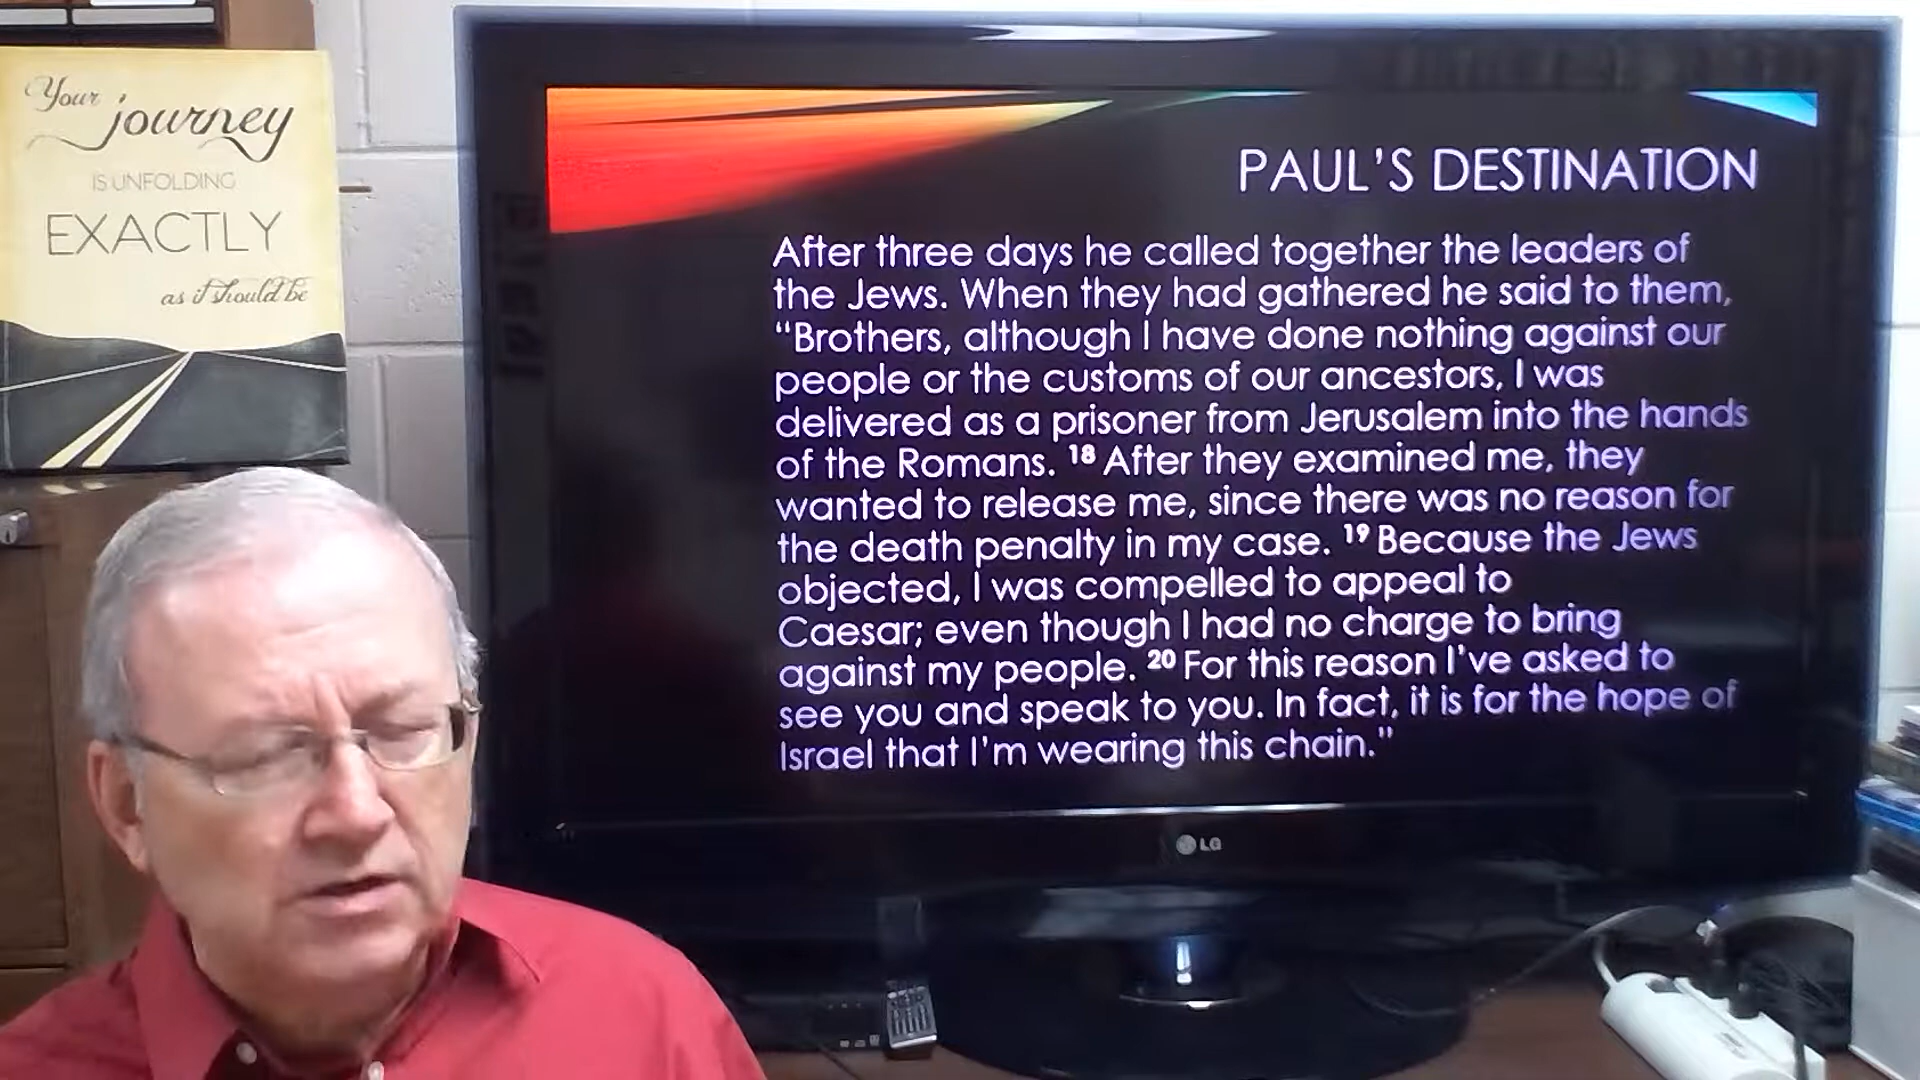 Your
journey
IS UNFOLDING
EXACTLY
as it should be
PAUL'S DESTINATION
After three days he called together the leaders of
the Jews. When they had gathered he said to them,
“Brothers, although I have done nothing against our
people or the customs of our ancestors, I was
delivered as a prisoner from Jerusalem into the hands
of the Romans. 18 After they examined me, they
wanted to release me, since there was no reason for
the death penalty in my case. 19 Because the Jews
objected, I was compelled to appeal to
Caesar; even though I had no charge to bring
against my people. 20 For this reason I've asked to
see you and speak to you. In fact, it is for the hope of
Israel that I'm wearing this chain.”
LG